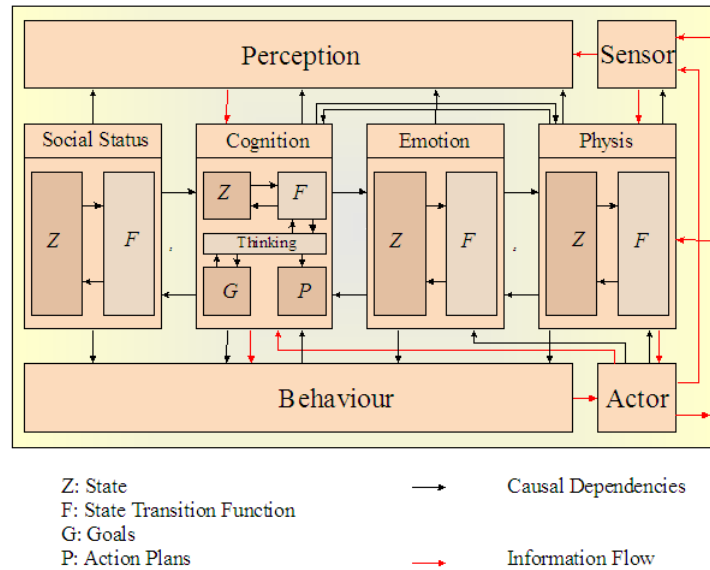 Perception
Sensor
Social Status
Cognition
Emotion
Physis
Z
F
Z
F
Thinking
G
P
Z
F
Z
F
Behaviour
Actor
Z: State
F: State Transition Function
G: Goals
P: Action Plans
Causal Dependencies
Information Flow